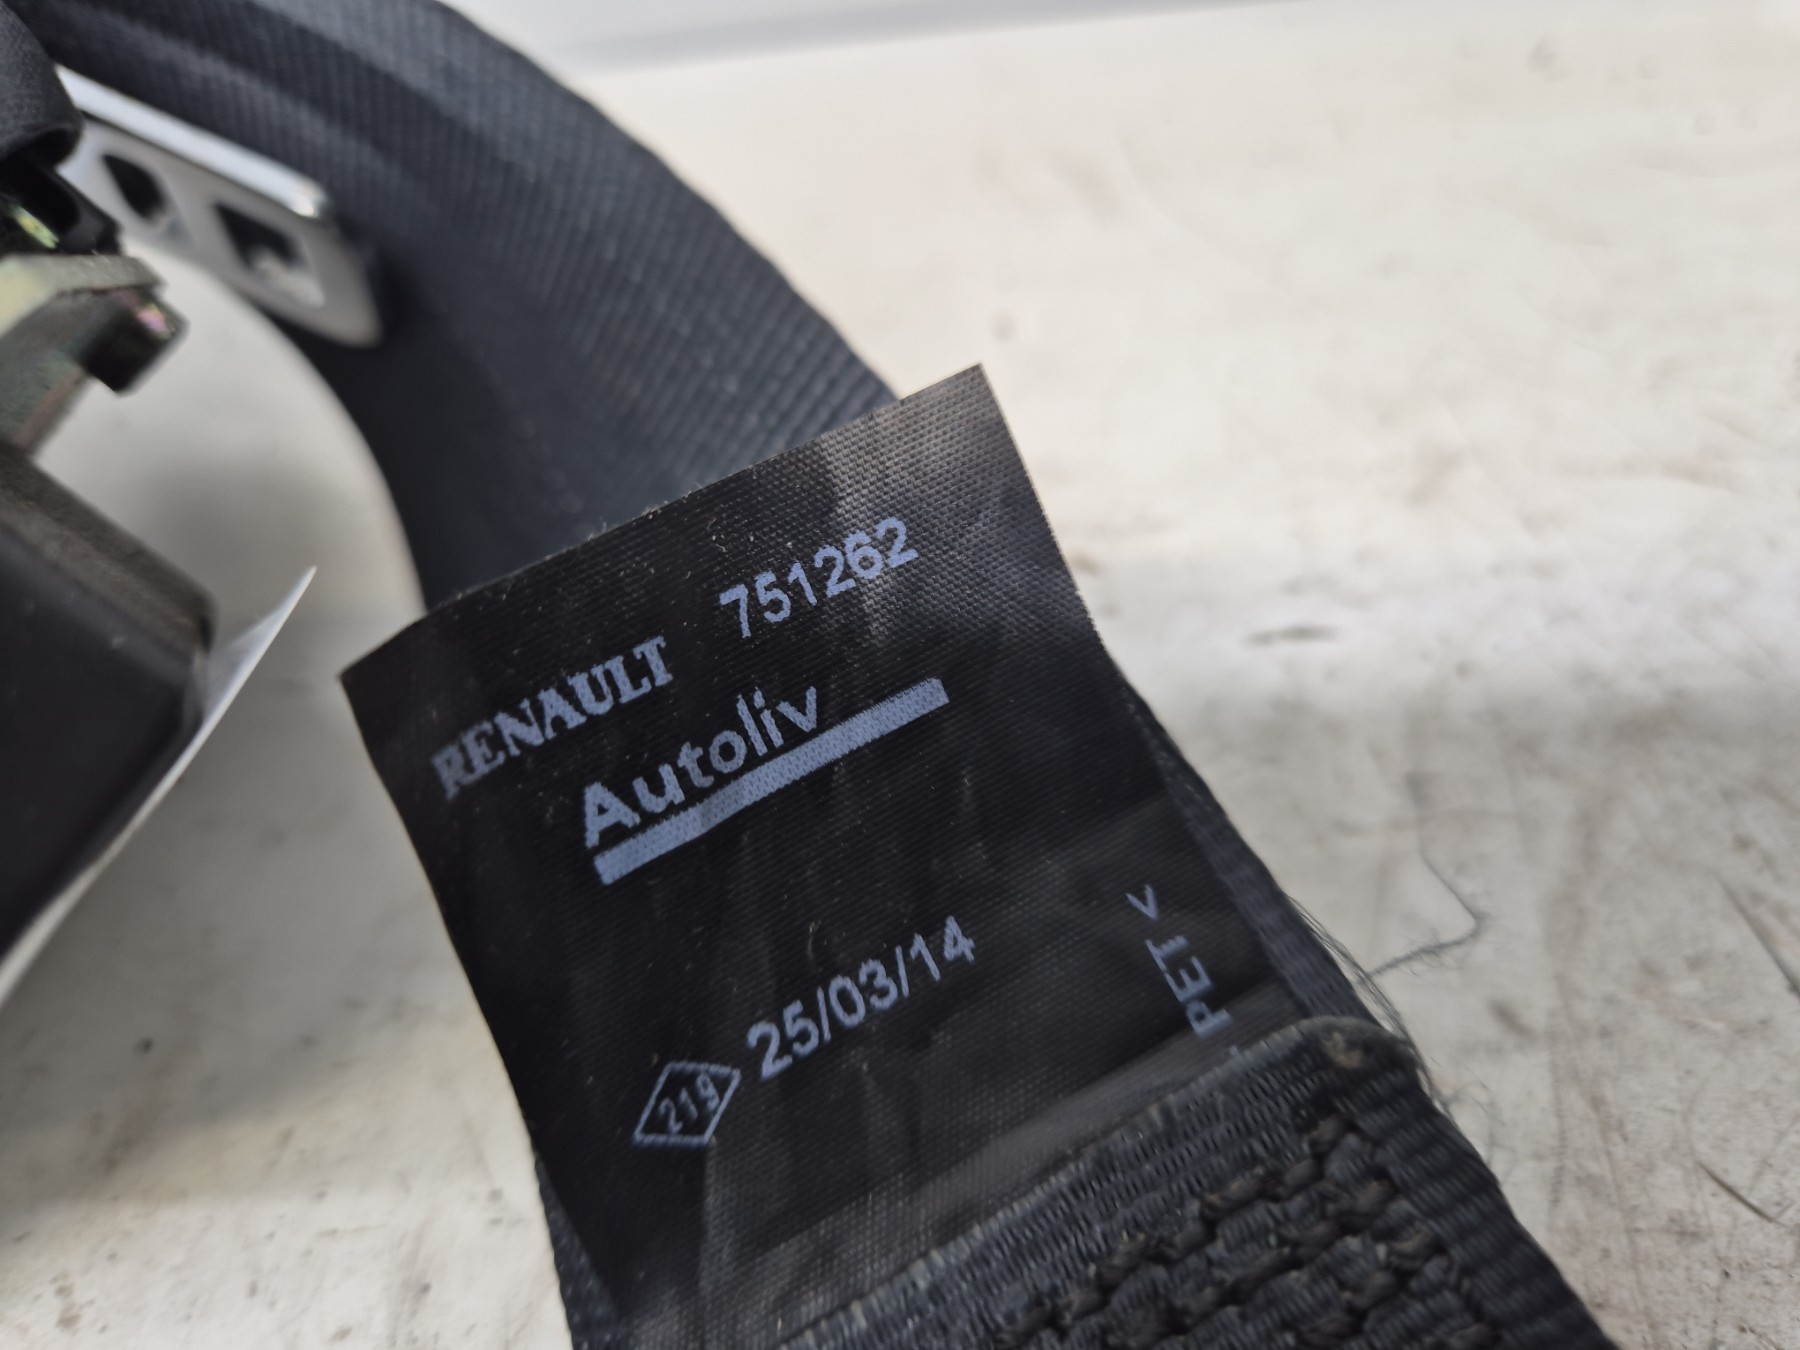 RENAULT 751262
Autoliv
219 25/03/14
PET <